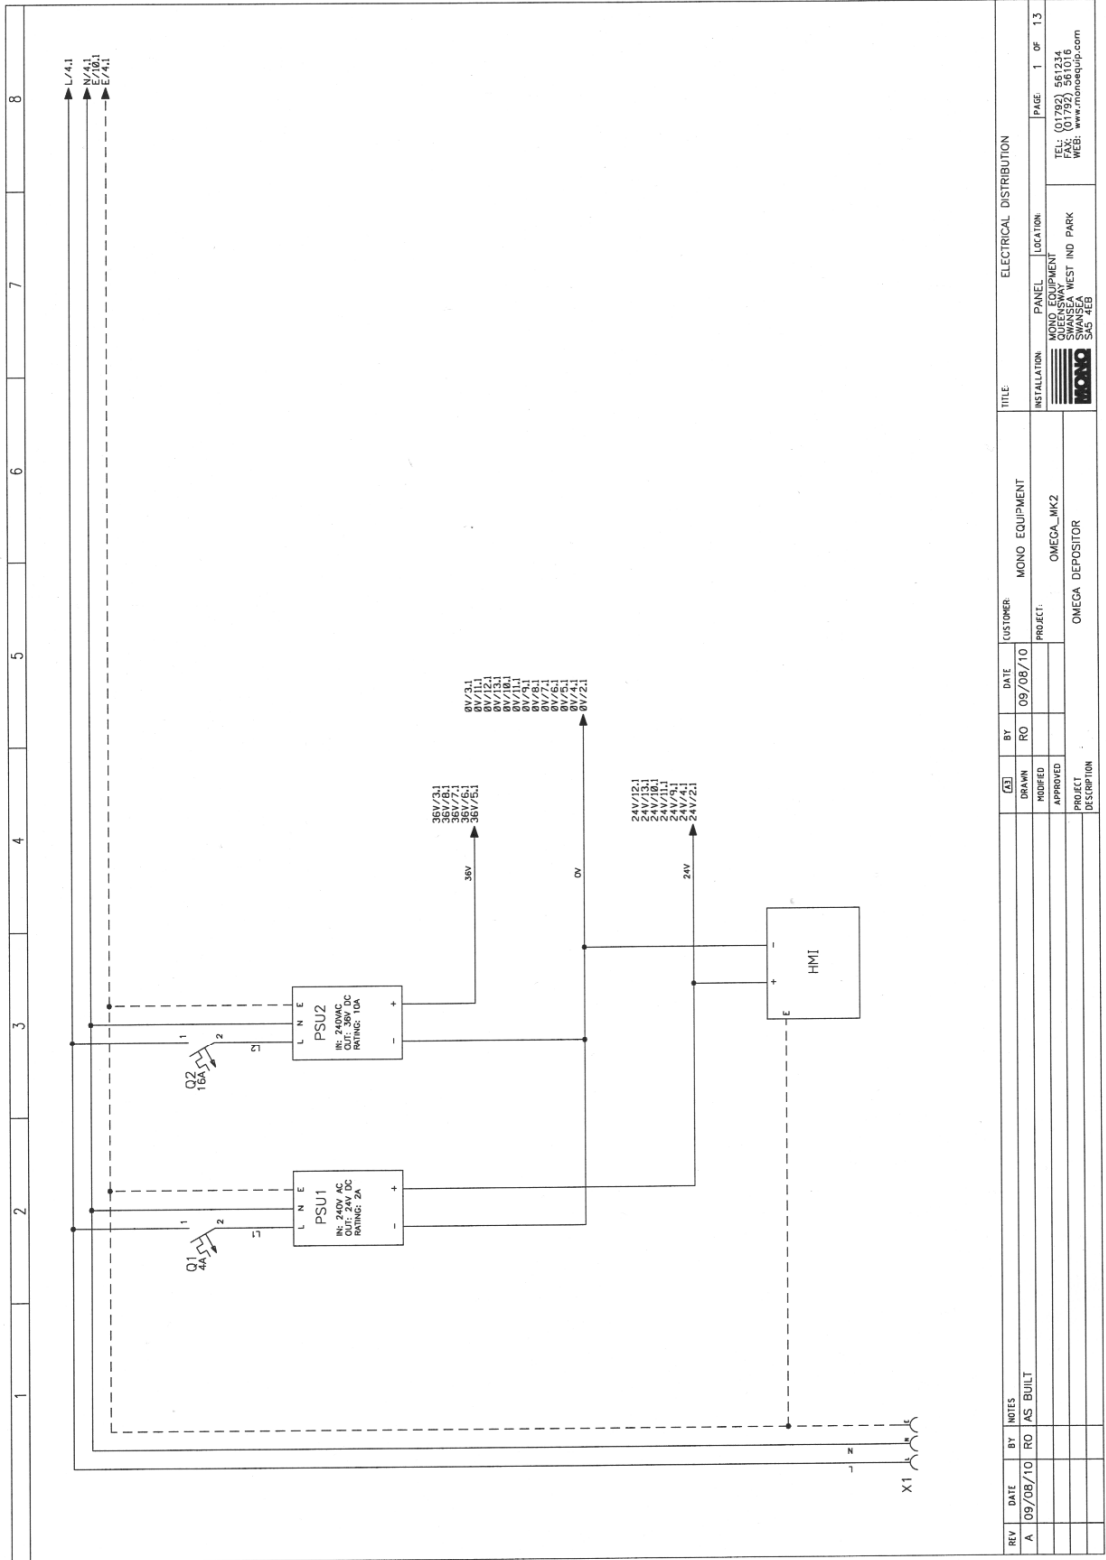 1
2
3
4
5
6
7
8
L/4.1
N/4.1
E/10.1
E/4.1
Q1
4A
1
2
L1
Q2
16A
1
2
L2
L N E
PSU1
IN: 240V AC
OUT: 24V DC
RATING: 2A
- +
L N E
PSU2
IN: 240VAC
OUT: 36V DC
RATING: 10A
- +
36V/3.1
36V/8.1
36V/7.1
36V/6.1
36V/5.1
36V
0V/3.1
0V/11.1
0V/12.1
0V/13.1
0V/10.1
0V/11.1
0V/9.1
0V/8.1
0V/7.1
0V/6.1
0V/5.1
0V/4.1
0V/2.1
0V
24V/12.1
24V/13.1
24V/10.1
24V/11.1
24V/9.1
24V/4.1
24V/2.1
24V
+ -
E
HMI
L
N
L
N
E
X1
REV DATE BY NOTES
A 09/08/10 RO AS BUILT
A3 BY DATE
DRAWN RO 09/08/10
MODIFIED
APPROVED
PROJECT
DESCRIPTION
CUSTOMER:
MONO EQUIPMENT
PROJECT:
OMEGA_MK2
OMEGA DEPOSITOR
TITLE:
ELECTRICAL DISTRIBUTION
INSTALLATION: PANEL
LOCATION:
PAGE: 1 OF 13
MONO
MONO EQUIPMENT
QUEENSWAY
SWANSEA WEST IND PARK
SWANSEA
SA5 4EB
TEL: (01792) 561234
FAX: (01792) 561016
WEB: www.monoequip.com